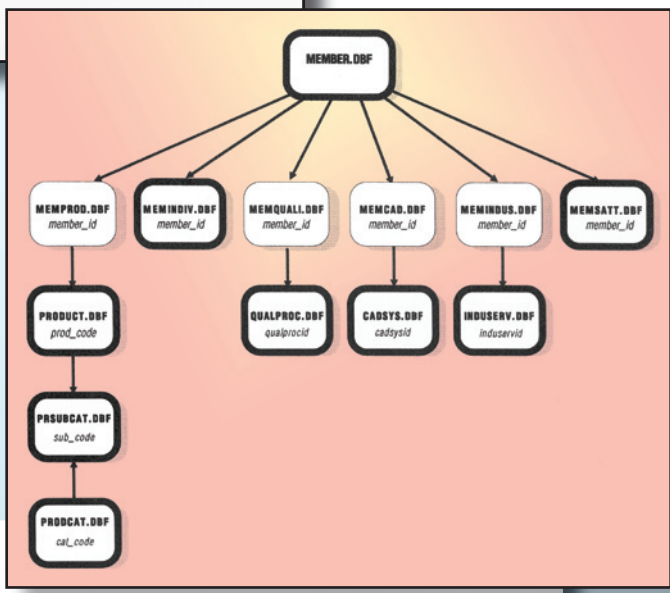 MEMBER.DBF
MEMPROD.DBF
member_id
MEMINDIV.DBF
member_id
MEMQUALI.DBF
member_id
MEMCAD.DBF
member_id
MEMINDUS.DBF
member_id
MEMSATT.DBF
member_id
PRODUCT.DBF
prod_code
QUALPROC.DBF
qualprocid
CADSYS.DBF
cadsysid
INDUSERV.DBF
induservid
PRSUBCAT.DBF
sub_code
PRODCAT.DBF
cat_code